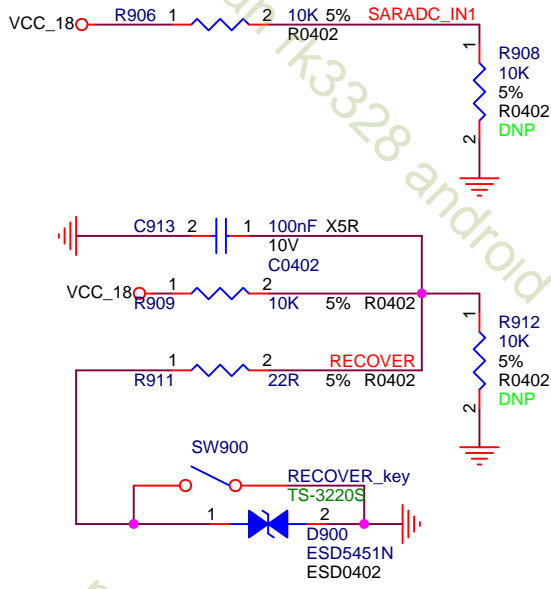 VCC_18 R906 1 2 10K 5% SARADC_IN1
R0402
1 R908
10K
5%
R0402
2 DNP
rk3328 android
C913 2 1 100nF X5R
10V
C0402
VCC_18 1 2
R909 10K 5% R0402
1 R912
10K
5%
R0402
2 DNP
1 2 RECOVER
R911 22R 5% R0402
SW900
RECOVER_key
TS-3220S
1 2
D900
ESD5451N
ESD0402